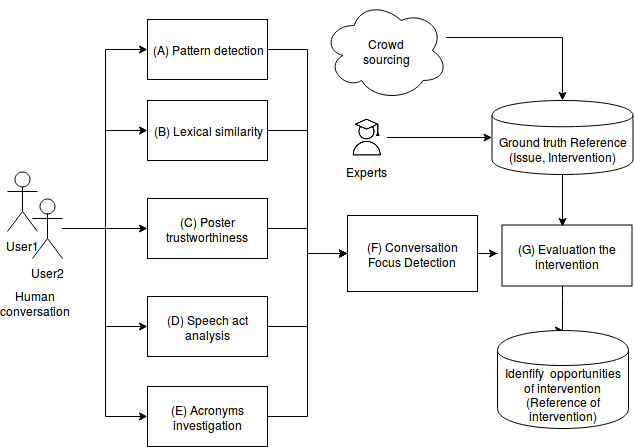 (A) Pattern detection
Crowd
sourcing
(B) Lexical similarity
Ground truth Reference
(Issue, Intervention)
Experts
User1
User2
Human
conversation
(C) Poster
trustworthiness
(F) Conversation
Focus Detection
(G) Evaluation the
intervention
(D) Speech act
analysis
(E) Acronyms
investigation
Idenfify opportunities
of intervention
(Reference of
intervention)